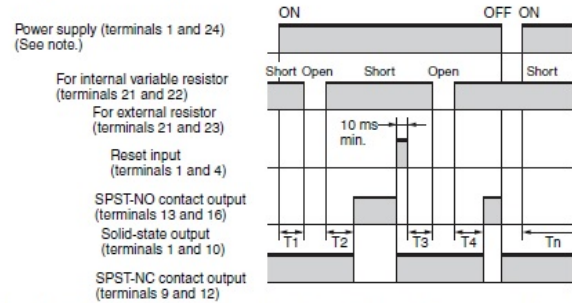 ON
OFF ON
Power supply (terminals 1 and 24)
(See note.)
Short Open Short Open Short
For internal variable resistor
(terminals 21 and 22)
For external resistor
(terminals 21 and 23)
10 ms
min.
Reset input
(terminals 1 and 4)
SPST-NO contact output
(terminals 13 and 16)
Solid-state output
(terminals 1 and 10)
T1 T2 T3 T4 Tn
SPST-NC contact output
(terminals 9 and 12)